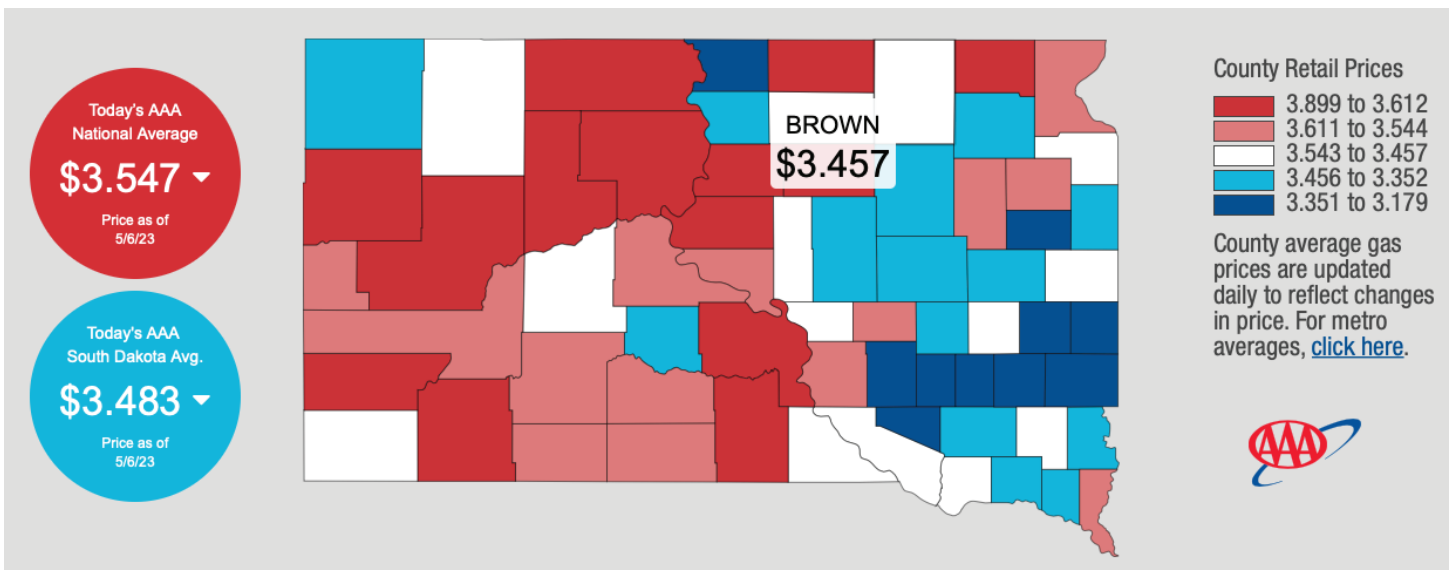 Today's AAA
National Average
$3.547
Price as of
5/6/23
Today's AAA
South Dakota Avg.
$3.483
Price as of
5/6/23
BROWN
$3.457
County Retail Prices
3.899 to 3.612
3.611 to 3.544
3.543 to 3.457
3.456 to 3.352
3.351 to 3.179
County average gas
prices are updated
daily to reflect changes
in price. For metro
averages, click here.
AAA